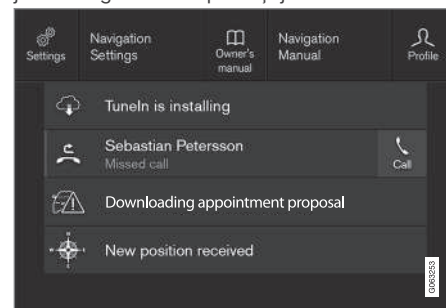 Settings
Navigation
Settings
Owner's
manual
Navigation
Manual
Profile
TuneIn is installing
Sebastian Petersson
Missed call
Call
Downloading appointment proposal
New position received
G063253